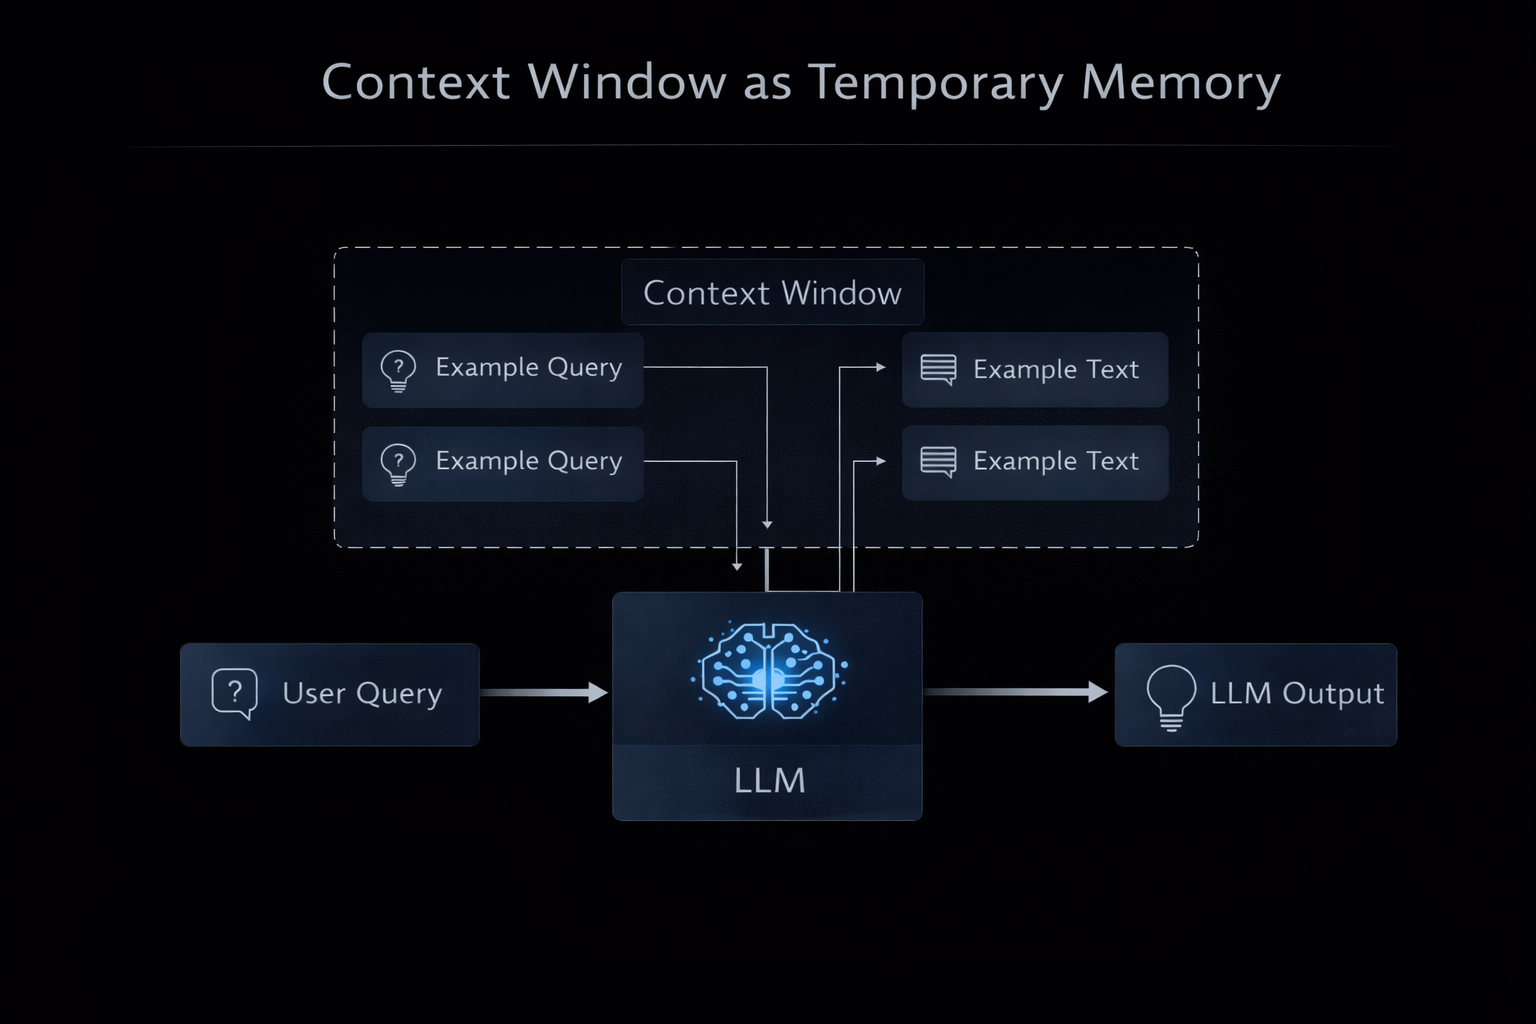 Context Window as Temporary Memory
Context Window
? Example Query
Example Text
? Example Query
Example Text
? User Query
LLM
LLM Output